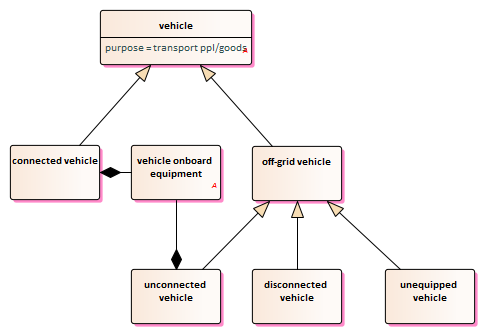 vehicle
purpose = transport ppl/goods
A
connected vehicle
vehicle onboard
equipment
A
off-grid vehicle
unconnected
vehicle
disconnected
vehicle
unequipped
vehicle